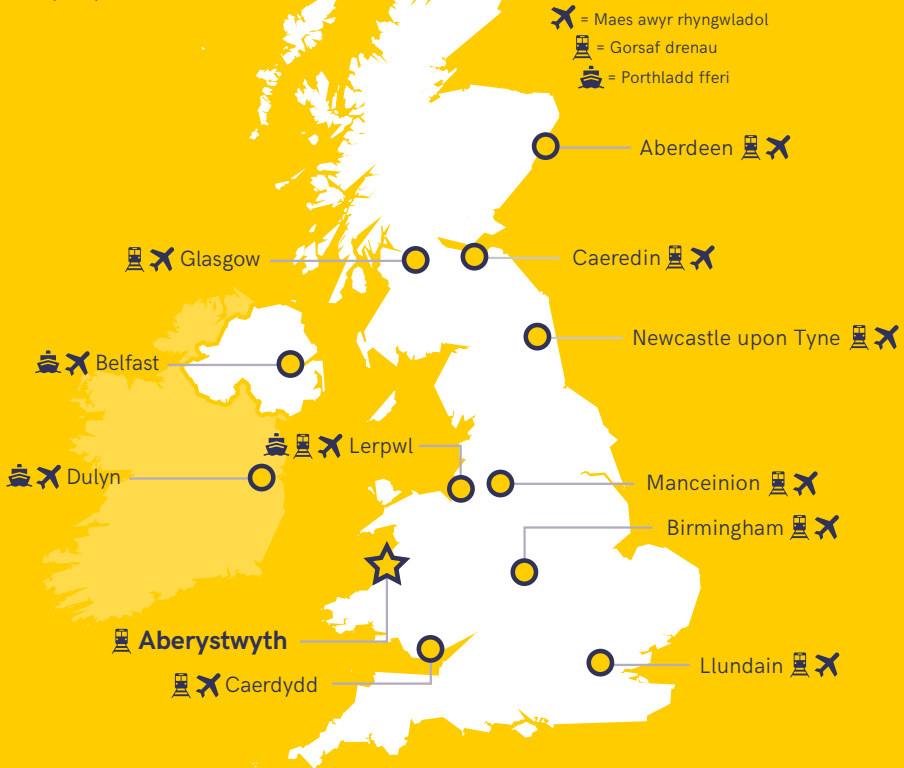 = Maes awyr rhyngwladol
= Gorsaf drenau
= Porthladd fferi
Aberdeen
Glasgow
Caeredin
Newcastle upon Tyne
Belfast
Lerpwl
Dulyn
Manceinion
Birmingham
Aberystwyth
Llundain
Caerdydd